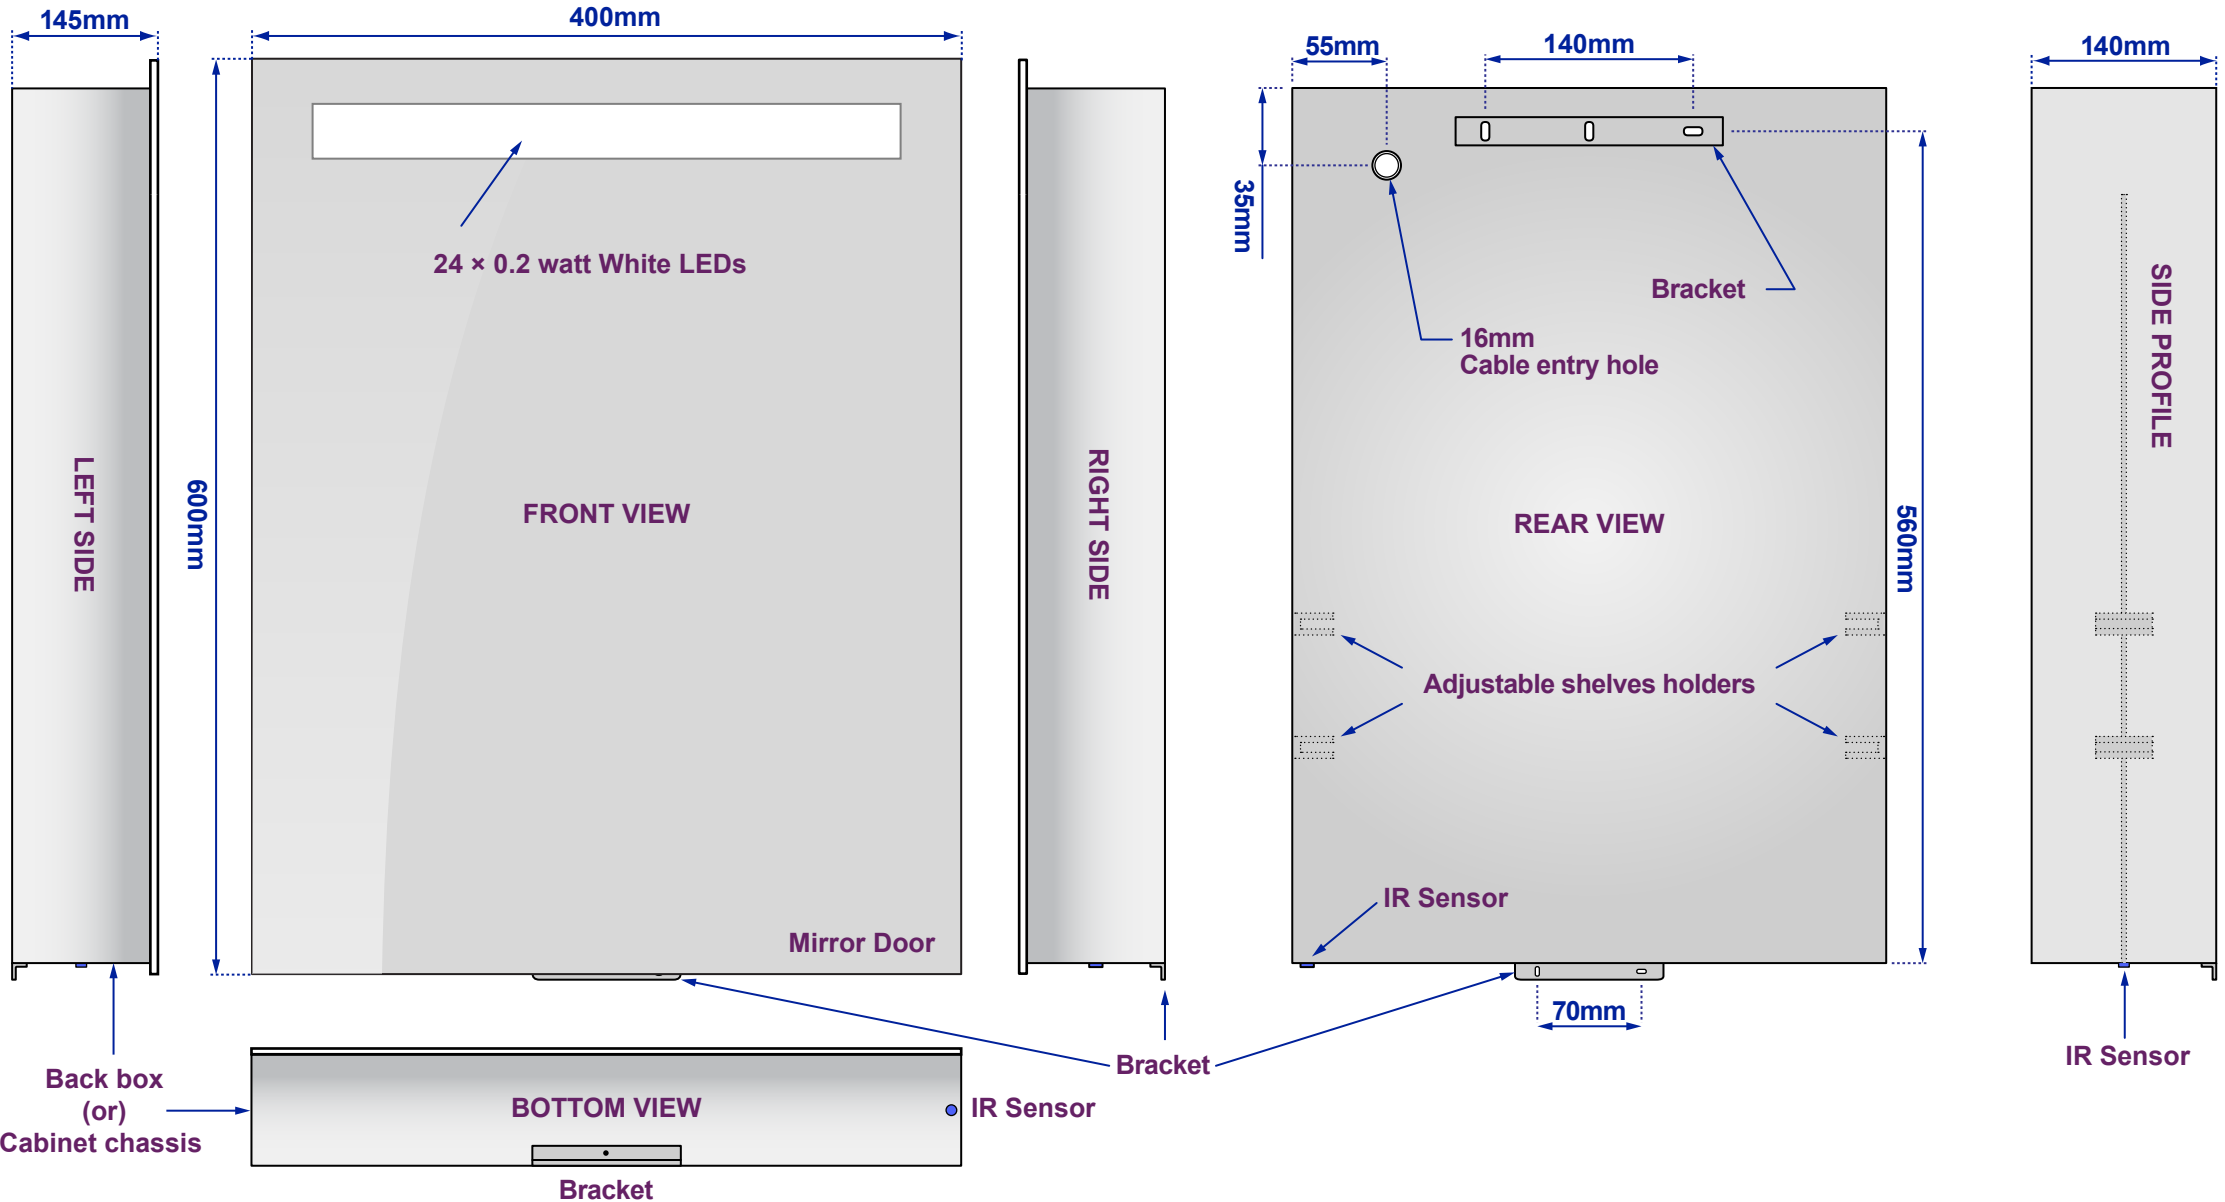 145mm
400mm
55mm
140mm
140mm
35mm
24 × 0.2 watt White LEDs
Bracket
16mm
Cable entry hole
SIDE PROFILE
LEFT SIDE
600mm
FRONT VIEW
RIGHT SIDE
REAR VIEW
560mm
Adjustable shelves holders
IR Sensor
Mirror Door
70mm
Bracket
IR Sensor
Back box
(or)
Cabinet chassis
BOTTOM VIEW
IR Sensor
Bracket